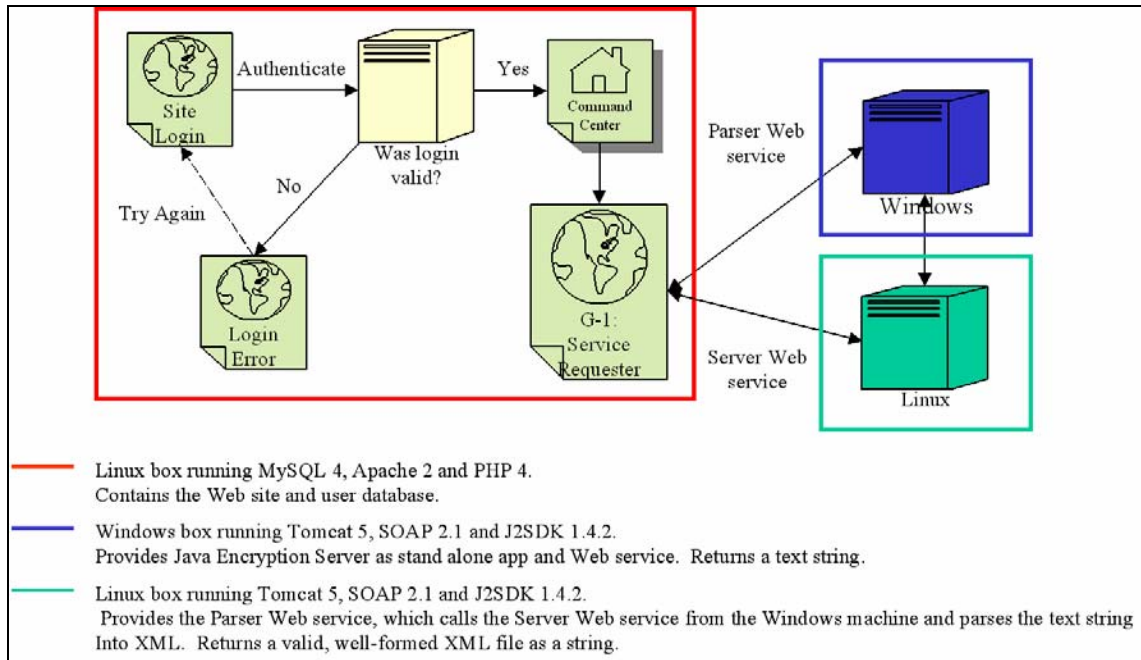 Site
Login
Authenticate
Was login
valid?
Yes
Command
Center
No
Try Again
Login
Error
G-1:
Service
Requester
Parser Web
service
Windows
Server Web
service
Linux
Linux box running MySQL 4, Apache 2 and PHP 4.
Contains the Web site and user database.
Windows box running Tomcat 5, SOAP 2.1 and J2SDK 1.4.2.
Provides Java Encryption Server as stand alone app and Web service.  Returns a text string.
Linux box running Tomcat 5, SOAP 2.1 and J2SDK 1.4.2.
Provides the Parser Web service, which calls the Server Web service from the Windows machine and parses the text string
Into XML.  Returns a valid, well-formed XML file as a string.